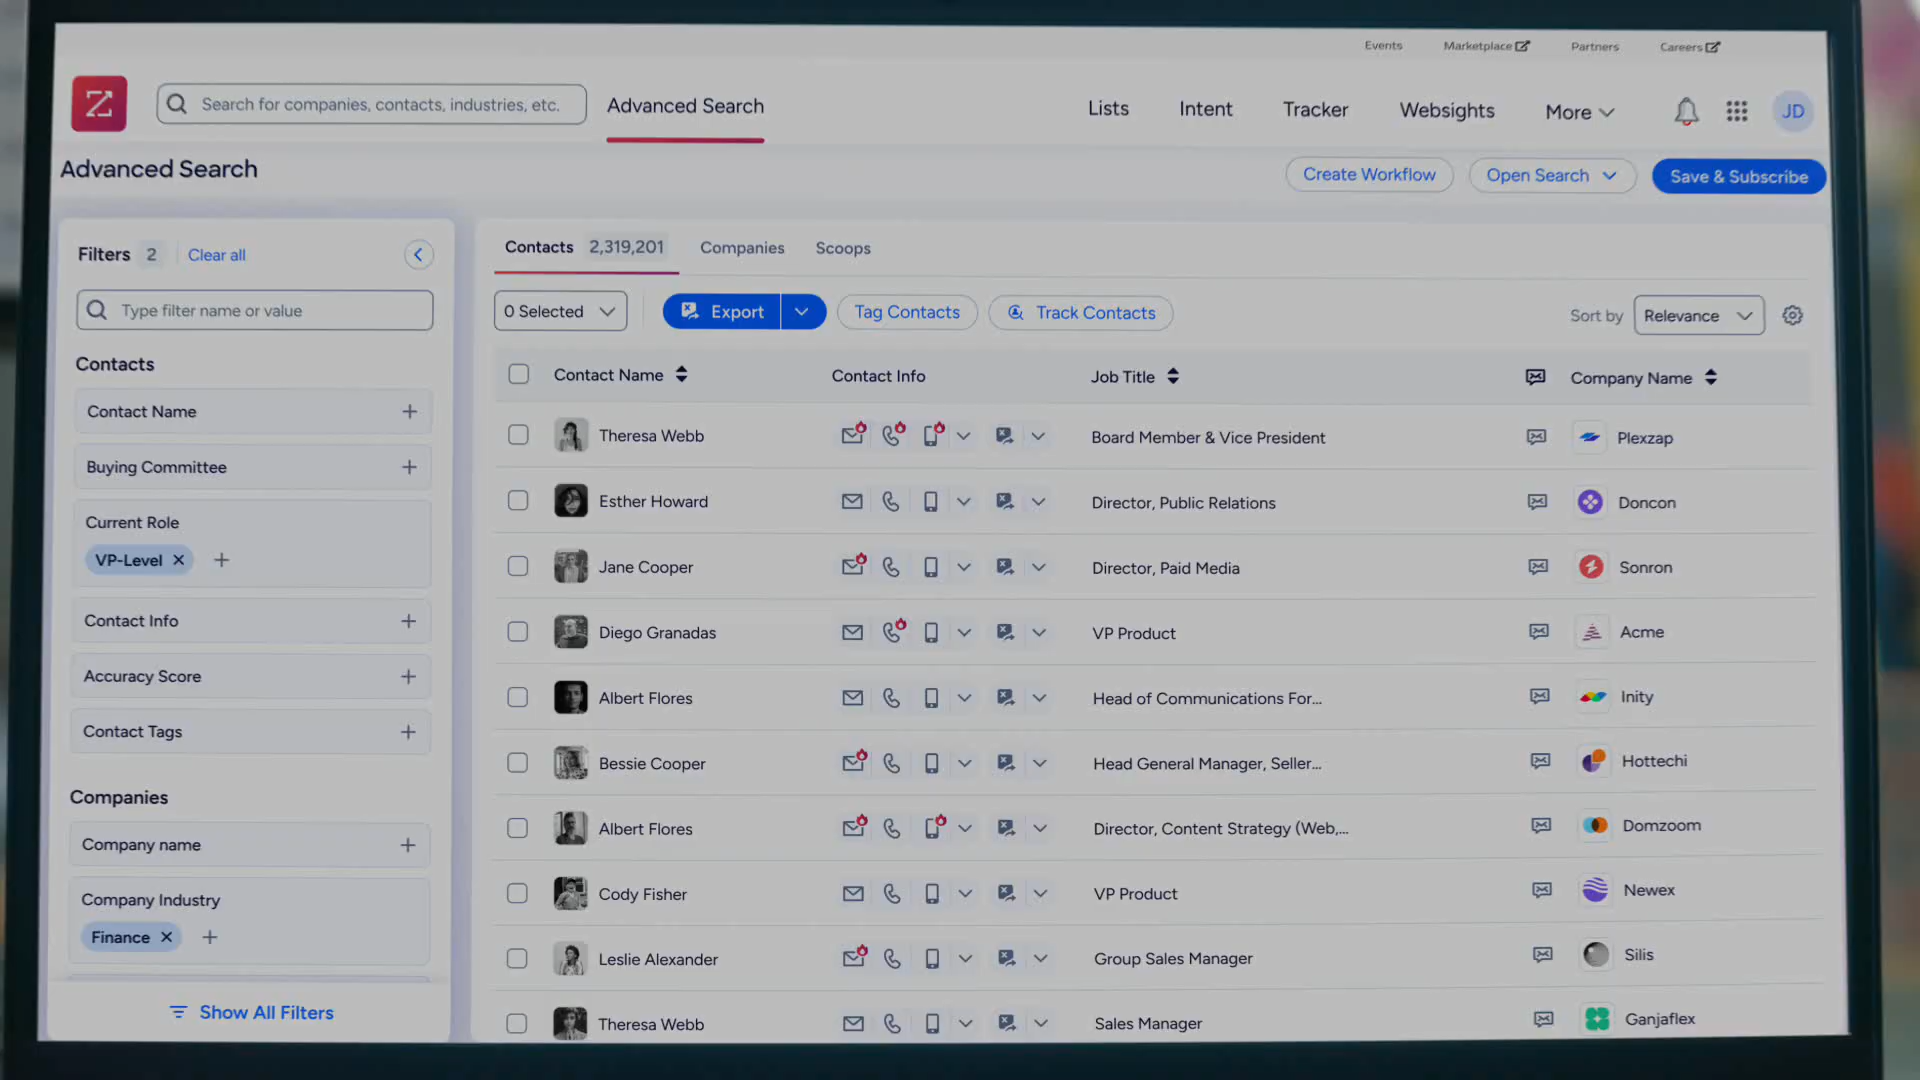 Events Marketplace Partners Careers
Z Search for companies, contacts, industries, etc. Advanced Search Lists Intent Tracker Websights More JD
Advanced Search Create Workflow Open Search Save & Subscribe
Filters 2 Clear all
Type filter name or value
Contacts
Contact Name
Buying Committee
Current Role
VP-Level
Contact Info
Accuracy Score
Contact Tags
Companies
Company name
Company Industry
Finance
Show All Filters
Contacts 2,319,201 Companies Scoops
0 Selected Export Tag Contacts Track Contacts Sort by Relevance
Contact Name Contact Info Job Title Company Name
Theresa Webb Board Member & Vice President Plexzap
Esther Howard Director, Public Relations Doncon
Jane Cooper Director, Paid Media Sonron
Diego Granadas VP Product Acme
Albert Flores Head of Communications For... Inity
Bessie Cooper Head General Manager, Seller... Hottechi
Albert Flores Director, Content Strategy (Web,... Domzoom
Cody Fisher VP Product Newex
Leslie Alexander Group Sales Manager Silis
Theresa Webb Sales Manager Ganjaflex